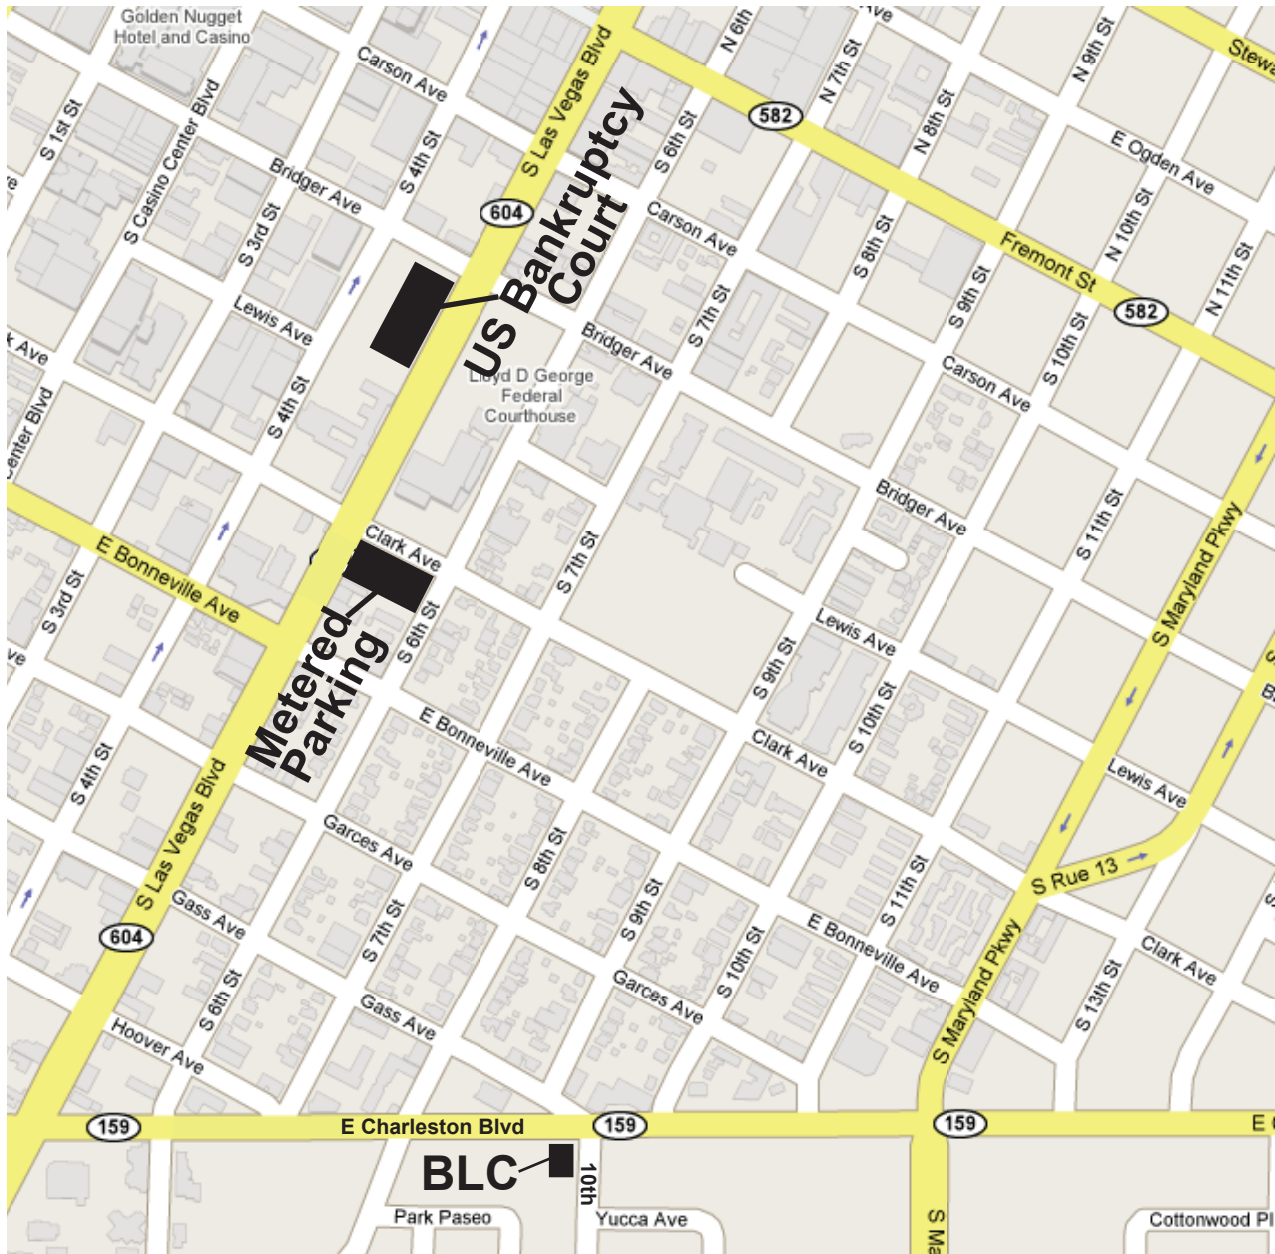 Golden Nugget
Hotel and Casino
Carson Ave
S Las Vegas Blvd
N 6th
N 7th St
Ave
N 9th St
Stewa
582
S 1st St
S Casino Center Blvd
S 4th St
S 6th St
N 8th St
E Ogden Ave
Bridger Ave
604
US Bankruptcy
Court
Carson Ave
S 3rd St
S 8th St
Fremont St
N 10th St
N 11th St
582
Lewis Ave
S 7th St
S 9th St
S 10th St
Bridger Ave
k Ave
Lloyd D George
Federal
Courthouse
Carson Ave
S 4th St
Center Blvd
Bridger Ave
S 11th St
S Maryland Pkwy
Clark Ave
S 7th St
E Bonneville Ave
S 3rd St
S 6th St
Metered
Parking
Lewis Ave
S 9th St
ve
S
B
S 10th St
E Bonneville Ave
Clark Ave
S 4th St
S Las Vegas Blvd
Lewis Ave
Garces Ave
S 8th St
S Rue 13
Gass Ave
S 7th St
S 9th St
S 11th St
604
E Bonneville Ave
S Maryland Pkwy
Clark Ave
S 6th St
S 10th St
Garces Ave
S 13th St
Gass Ave
Hoover Ave
159
E Charleston Blvd
159
159
E C
BLC
10th
Park Paseo
Yucca Ave
S Ma
Cottonwood Pl